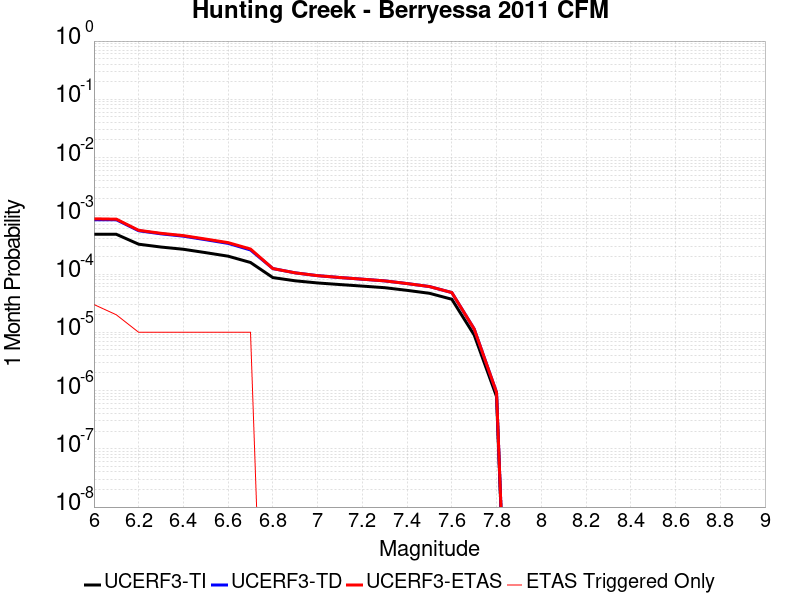 Hunting Creek - Berryessa 2011 CFM
10^0
10^-1
10^-2
10^-3
10^-4
10^-5
10^-6
10^-7
10^-8
1 Month Probability
6 6.2 6.4 6.6 6.8 7 7.2 7.4 7.6 7.8 8 8.2 8.4 8.6 8.8 9
Magnitude
UCERF3-TI UCERF3-TD UCERF3-ETAS ETAS Triggered Only